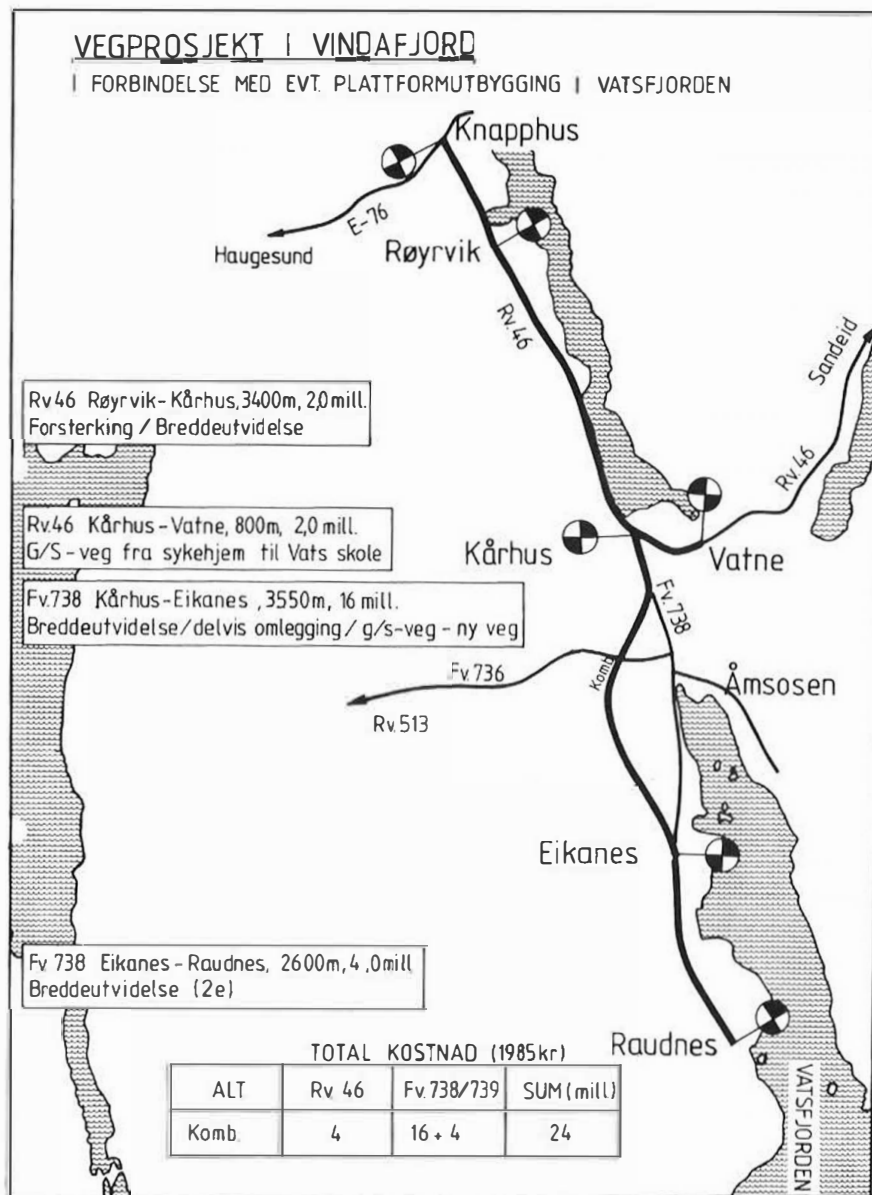 VEGPROSJEKT I VINDAFJORD
I FORBINDELSE MED EVT. PLATTFORMUTBYGGING I VATSFJORDEN
Knapphus
E-76
Haugesund
Røyrvik
Rv.46
Sandeid
Rv46 Røyrvik-Kårhus,3400m, 2,0 mill.
Forsterking / Breddeutvidelse
Rv.46
Rv.46 Kårhus-Vatne, 800m, 2,0 mill.
G/S-veg fra sykehjem til Vats skole
Kårhus
Vatne
Fv.738 Kårhus-Eikanes ,3550m, 16 mill.
Breddeutvidelse/delvis omlegging/g/s-veg - ny veg
Fv.738
Komb.
Fv.736
Åmsosen
Rv.513
Eikanes
Fv 738 Eikanes-Raudnes, 2600m,4 ,0mill
Breddeutvidelse (2e)
Raudnes
TOTAL KOSTNAD (1985kr)
ALT Rv 46 Fv.738/739 SUM(mill)
Komb. 4 16 + 4 24
VATSFJORDEN